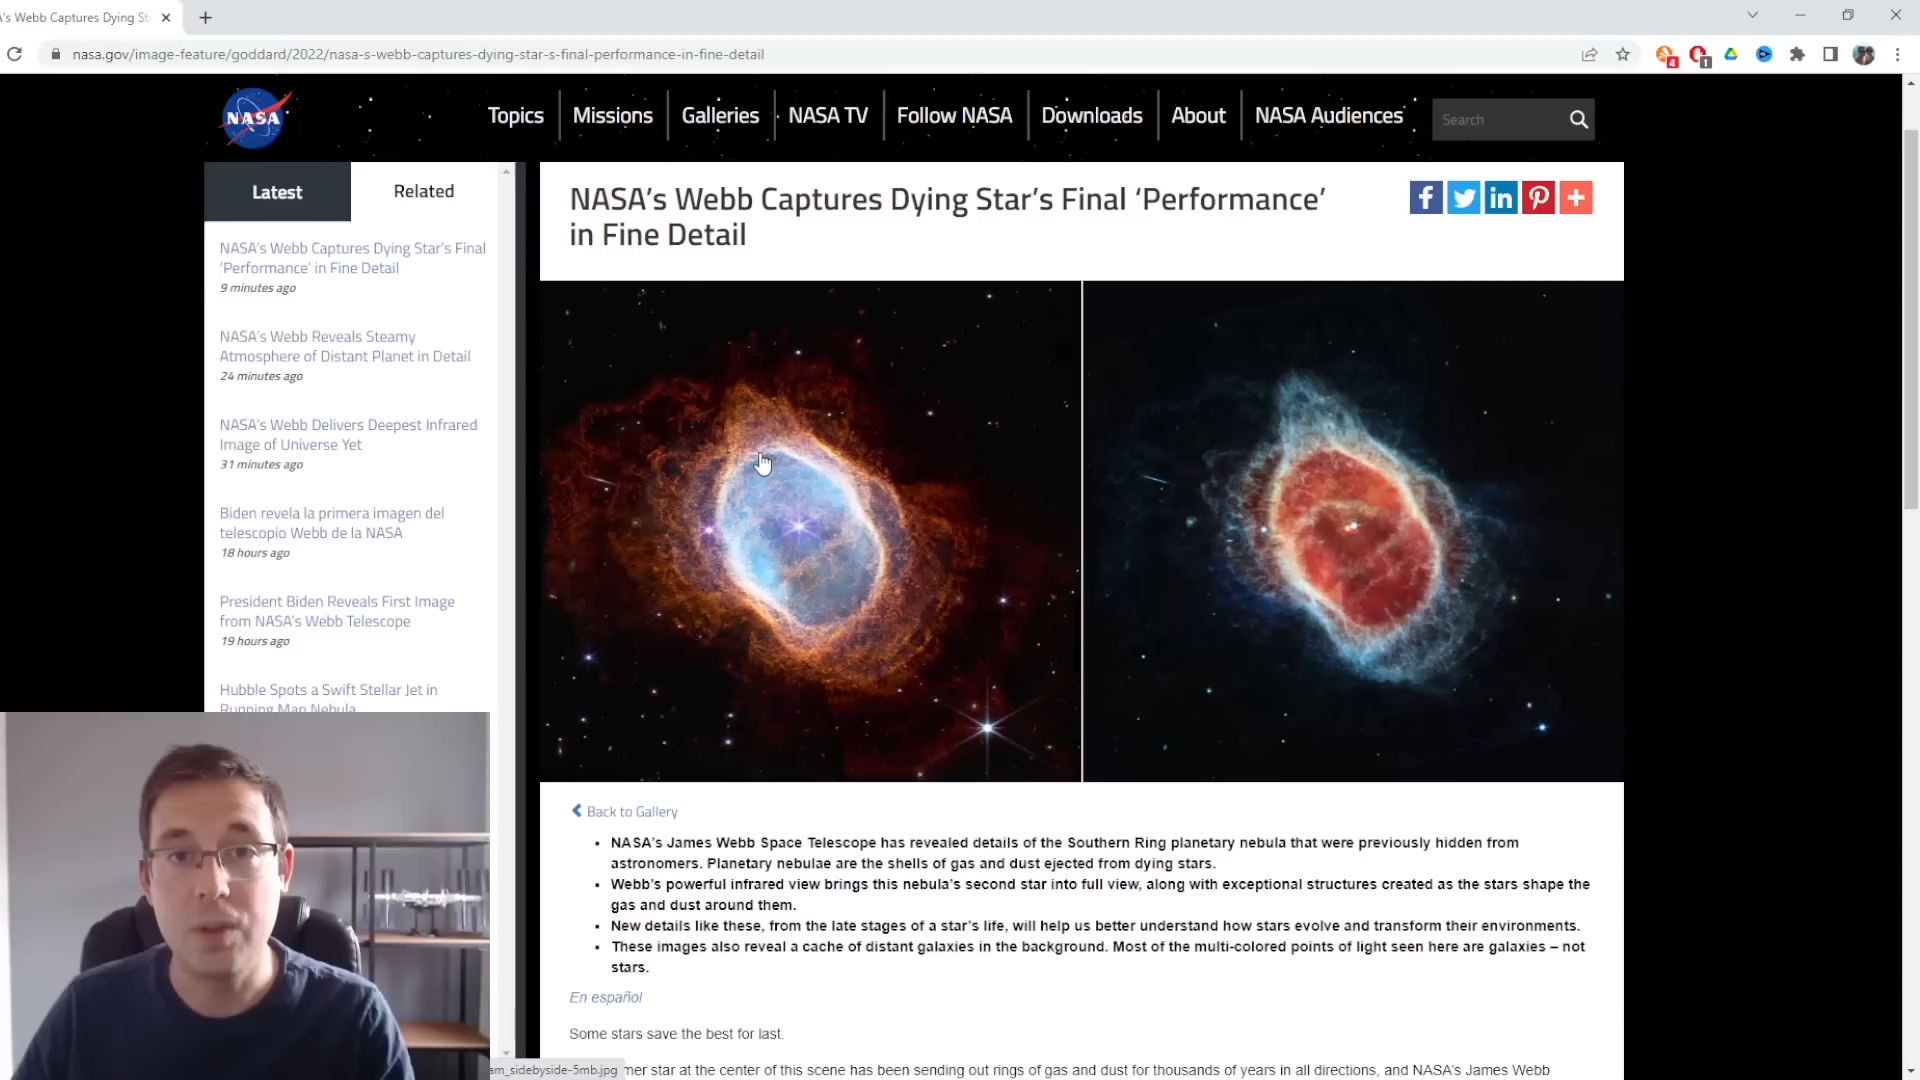 's Webb Captures Dying St
nasa.gov/image-feature/goddard/2022/nasa-s-webb-captures-dying-star-s-final-performance-in-fine-detail
4
1
NASA
Topics
Missions
Galleries
NASA TV
Follow NASA
Downloads
About
NASA Audiences
Search
Latest
Related
NASA's Webb Captures Dying Star's Final
'Performance' in Fine Detail
9 minutes ago
NASA's Webb Reveals Steamy
Atmosphere of Distant Planet in Detail
24 minutes ago
NASA's Webb Delivers Deepest Infrared
Image of Universe Yet
31 minutes ago
Biden revela la primera imagen del
telescopio Webb de la NASA
18 hours ago
President Biden Reveals First Image
from NASA's Webb Telescope
19 hours ago
Hubble Spots a Swift Stellar Jet in
Running Man Nebula
NASA's Webb Captures Dying Star's Final 'Performance'
in Fine Detail
Back to Gallery
• NASA's James Webb Space Telescope has revealed details of the Southern Ring planetary nebula that were previously hidden from
astronomers. Planetary nebulae are the shells of gas and dust ejected from dying stars.
• Webb's powerful infrared view brings this nebula's second star into full view, along with exceptional structures created as the stars shape the
gas and dust around them.
• New details like these, from the late stages of a star's life, will help us better understand how stars evolve and transform their environments.
• These images also reveal a cache of distant galaxies in the background. Most of the multi-colored points of light seen here are galaxies – not
stars.
En español
Some stars save the best for last.
mer star at the center of this scene has been sending out rings of gas and dust for thousands of years in all directions, and NASA's James Webb
am_sidebyside-5mb.jpg